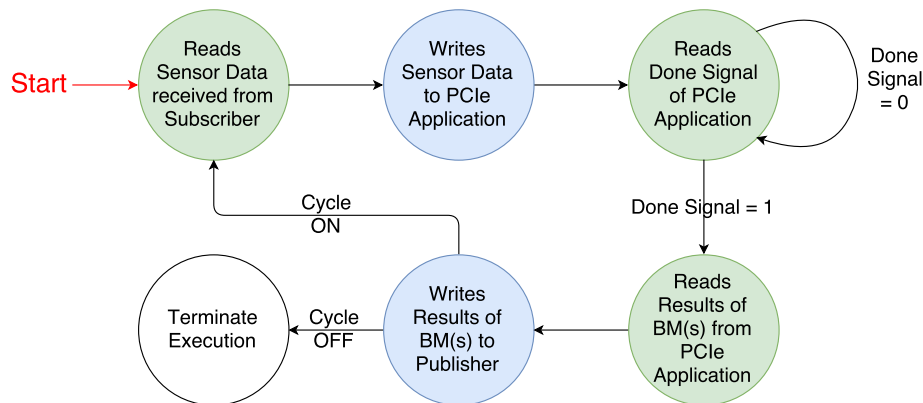 Start
Reads
Sensor Data
received from
Subscriber
Writes
Sensor Data
to PCIe
Application
Reads
Done Signal
of PCIe
Application
Done
Signal
= 0
Done Signal = 1
Cycle
ON
Terminate
Execution
Cycle
OFF
Writes
Results of
BM(s) to
Publisher
Reads
Results of
BM(s) from
PCIe
Application